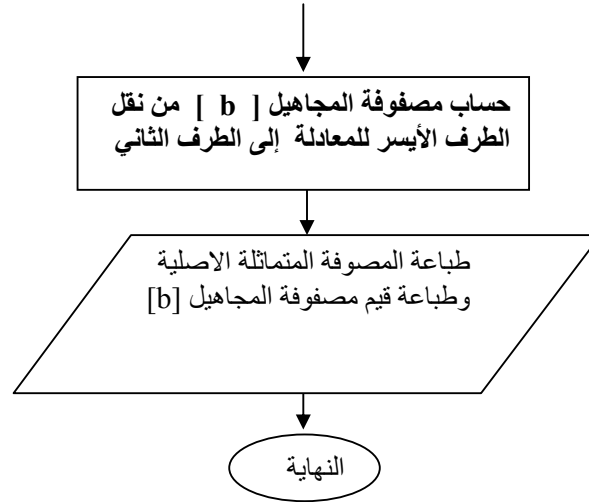 حساب مصفوفة المجاهيل [ b ] من نقل
الطرف الأيسر للمعادلة إلى الطرف الثاني
طباعة المصوفة المتماثلة الاصلية
وطباعة قيم مصفوفة المجاهيل [b]
النهاية